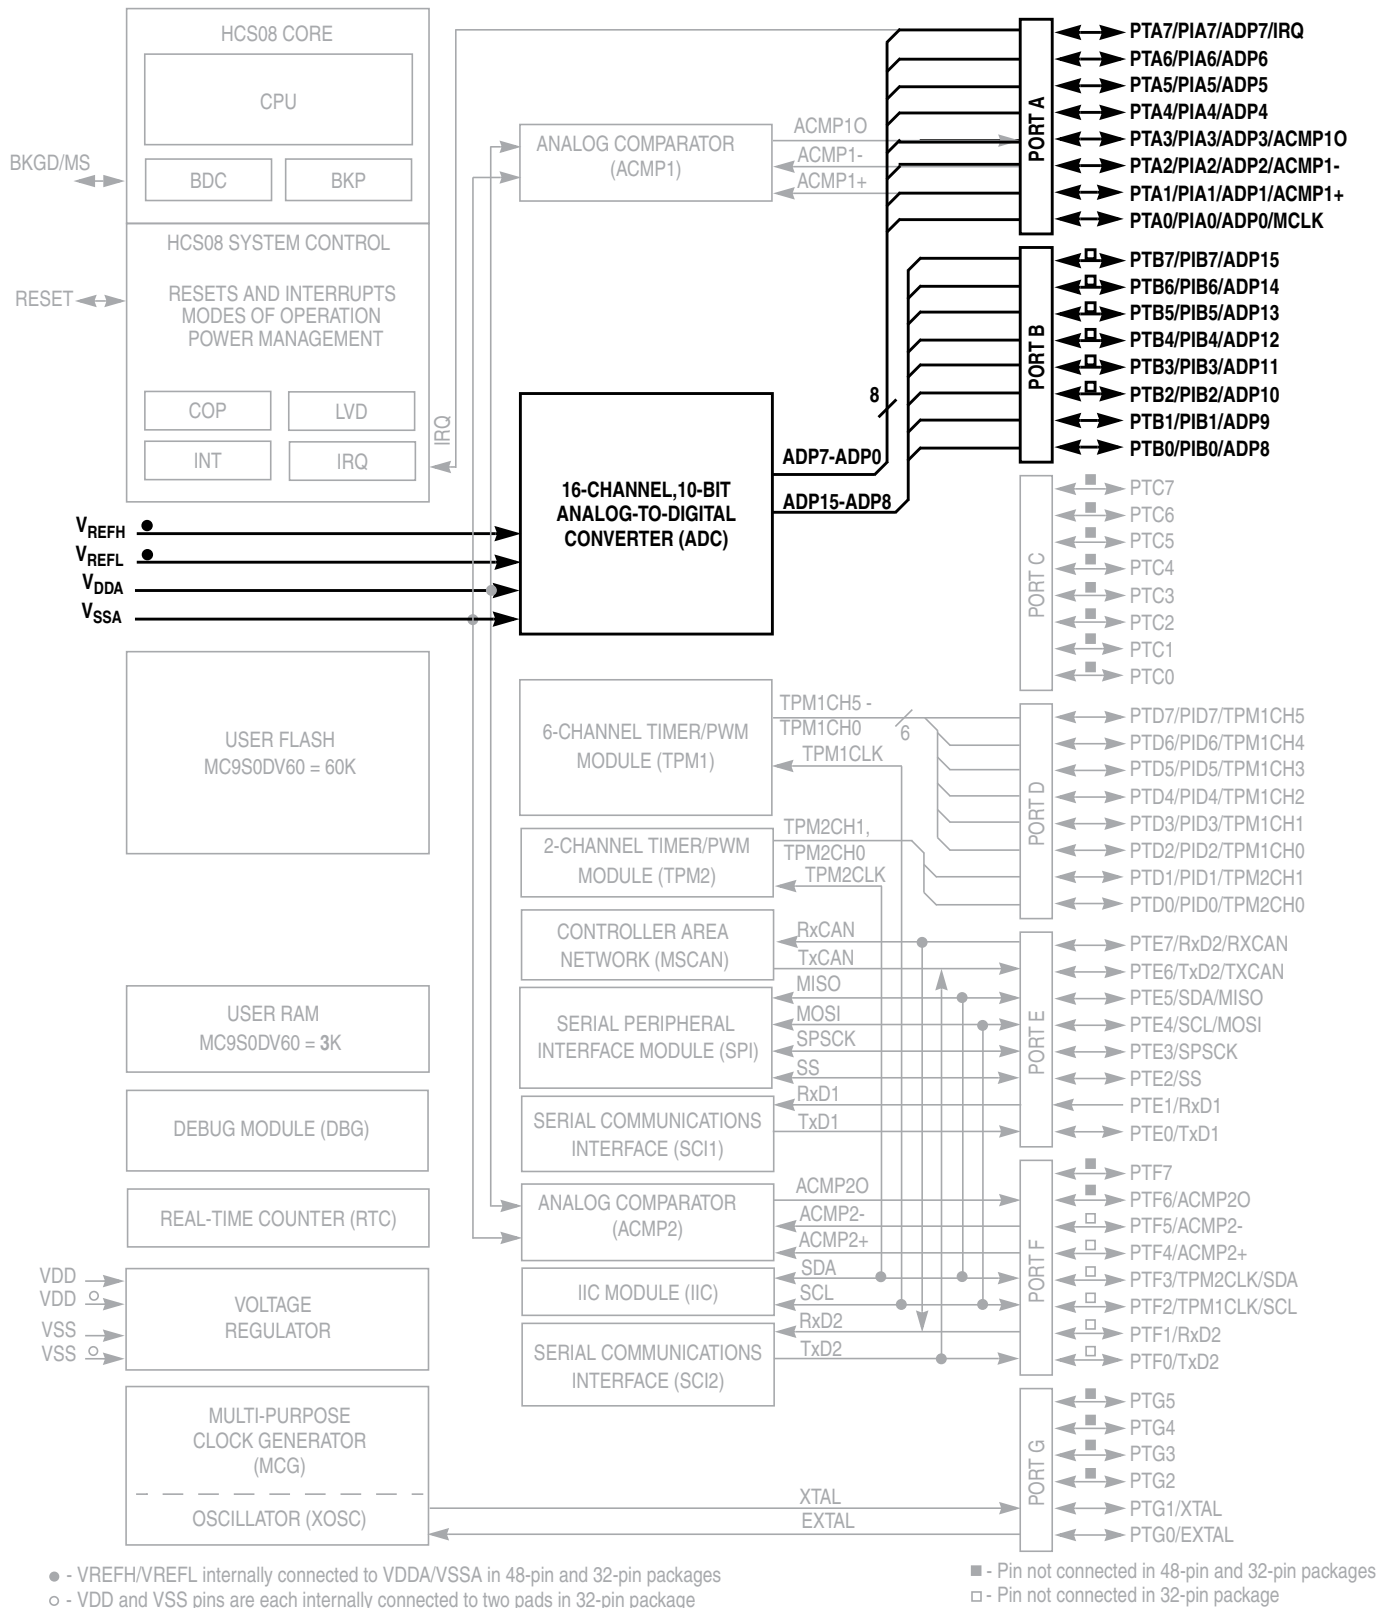 HCS08 CORE
CPU
BDC
BKP
BKGD/MS
HCS08 SYSTEM CONTROL
RESETS AND INTERRUPTS
MODES OF OPERATION
POWER MANAGEMENT
RESET
COP
LVD
INT
IRQ
IRQ
VREFH
VREFL
VDDA
VSSA
USER FLASH
MC9S0DV60 = 60K
USER RAM
MC9S0DV60 = 3K
DEBUG MODULE (DBG)
REAL-TIME COUNTER (RTC)
VDD
VDD
VSS
VSS
VOLTAGE
REGULATOR
MULTI-PURPOSE
CLOCK GENERATOR
(MCG)
OSCILLATOR (XOSC)
ANALOG COMPARATOR
(ACMP1)
ACMP1O
ACMP1-
ACMP1+
16-CHANNEL,10-BIT
ANALOG-TO-DIGITAL
CONVERTER (ADC)
8
ADP7-ADP0
ADP15-ADP8
6-CHANNEL TIMER/PWM
MODULE (TPM1)
TPM1CH5 -
TPM1CH0
6
TPM1CLK
2-CHANNEL TIMER/PWM
MODULE (TPM2)
TPM2CH1,
TPM2CH0
TPM2CLK
CONTROLLER AREA
NETWORK (MSCAN)
RxCAN
TxCAN
SERIAL PERIPHERAL
INTERFACE MODULE (SPI)
MISO
MOSI
SPSCK
SS
SERIAL COMMUNICATIONS
INTERFACE (SCI1)
RxD1
TxD1
ANALOG COMPARATOR
(ACMP2)
ACMP2O
ACMP2-
ACMP2+
IIC MODULE (IIC)
SDA
SCL
SERIAL COMMUNICATIONS
INTERFACE (SCI2)
RxD2
TxD2
XTAL
EXTAL
PORT A
PTA7/PIA7/ADP7/IRQ
PTA6/PIA6/ADP6
PTA5/PIA5/ADP5
PTA4/PIA4/ADP4
PTA3/PIA3/ADP3/ACMP1O
PTA2/PIA2/ADP2/ACMP1-
PTA1/PIA1/ADP1/ACMP1+
PTA0/PIA0/ADP0/MCLK
PORT B
PTB7/PIB7/ADP15
PTB6/PIB6/ADP14
PTB5/PIB5/ADP13
PTB4/PIB4/ADP12
PTB3/PIB3/ADP11
PTB2/PIB2/ADP10
PTB1/PIB1/ADP9
PTB0/PIB0/ADP8
PORT C
PTC7
PTC6
PTC5
PTC4
PTC3
PTC2
PTC1
PTC0
PORT D
PTD7/PID7/TPM1CH5
PTD6/PID6/TPM1CH4
PTD5/PID5/TPM1CH3
PTD4/PID4/TPM1CH2
PTD3/PID3/TPM1CH1
PTD2/PID2/TPM1CH0
PTD1/PID1/TPM2CH1
PTD0/PID0/TPM2CH0
PORT E
PTE7/RxD2/RXCAN
PTE6/TxD2/TXCAN
PTE5/SDA/MISO
PTE4/SCL/MOSI
PTE3/SPSCK
PTE2/SS
PTE1/RxD1
PTE0/TxD1
PORT F
PTF7
PTF6/ACMP2O
PTF5/ACMP2-
PTF4/ACMP2+
PTF3/TPM2CLK/SDA
PTF2/TPM1CLK/SCL
PTF1/RxD2
PTF0/TxD2
PORT G
PTG5
PTG4
PTG3
PTG2
PTG1/XTAL
PTG0/EXTAL
● - VREFH/VREFL internally connected to VDDA/VSSA in 48-pin and 32-pin packages
○ - VDD and VSS pins are each internally connected to two pads in 32-pin package
■ - Pin not connected in 48-pin and 32-pin packages
□ - Pin not connected in 32-pin package